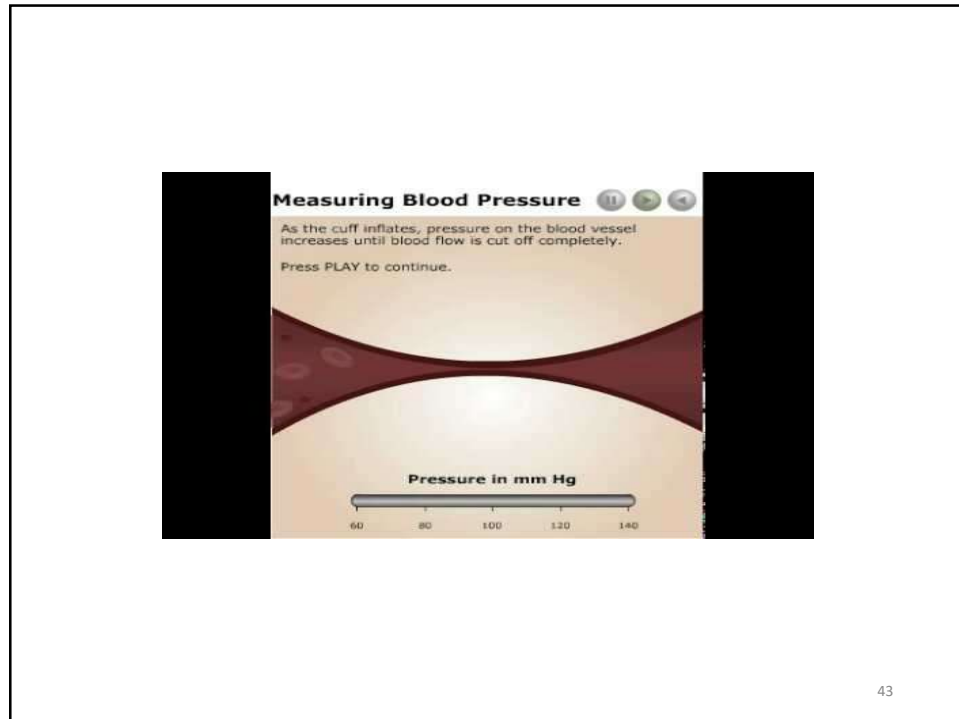 Measuring Blood Pressure
As the cuff inflates, pressure on the blood vessel
increases until blood flow is cut off completely.
Press PLAY to continue.
Pressure in mm Hg
60 80 100 120 140
43